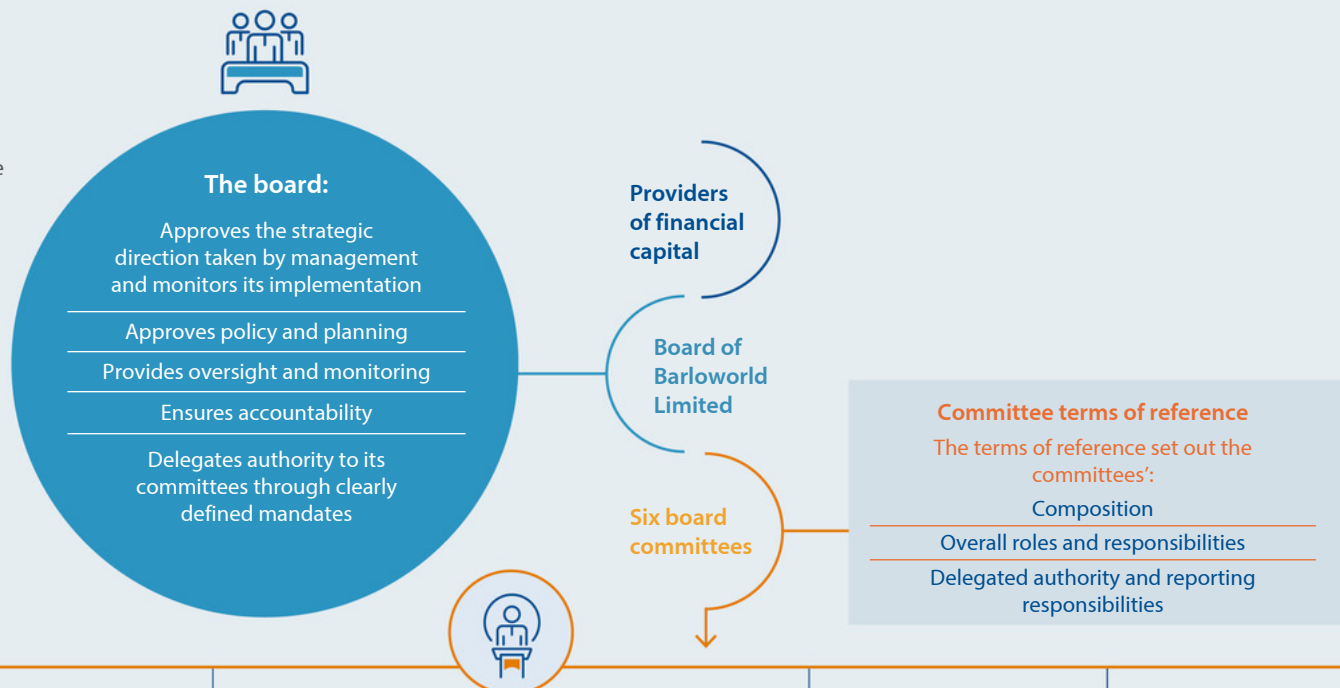 The board:
Approves the strategic
direction taken by management
and monitors its implementation
Approves policy and planning
Provides oversight and monitoring
Ensures accountability
Delegates authority to its
committees through clearly
defined mandates
Providers
of financial
capital
Board of
Barloworld
Limited
Six board
committees
Committee terms of reference
The terms of reference set out the
committees':
Composition
Overall roles and responsibilities
Delegated authority and reporting
responsibilities